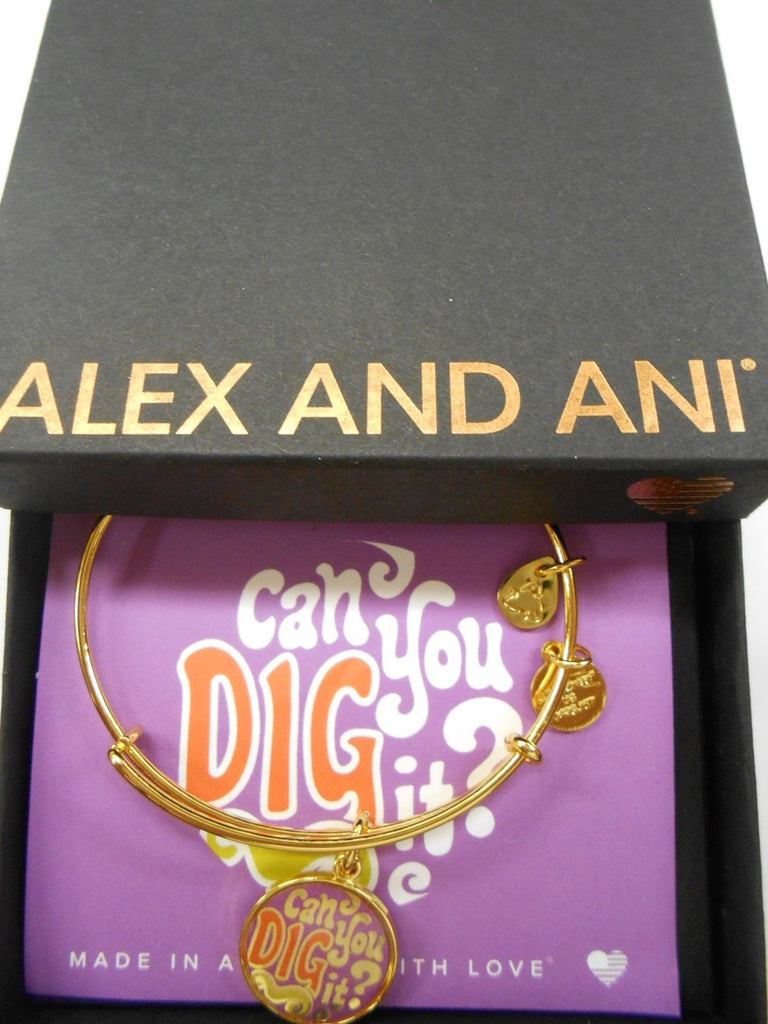 ALEX AND ANI®
can you
DIG
it?
MADE IN A ITH LOVE®
can
you
DIG
it?